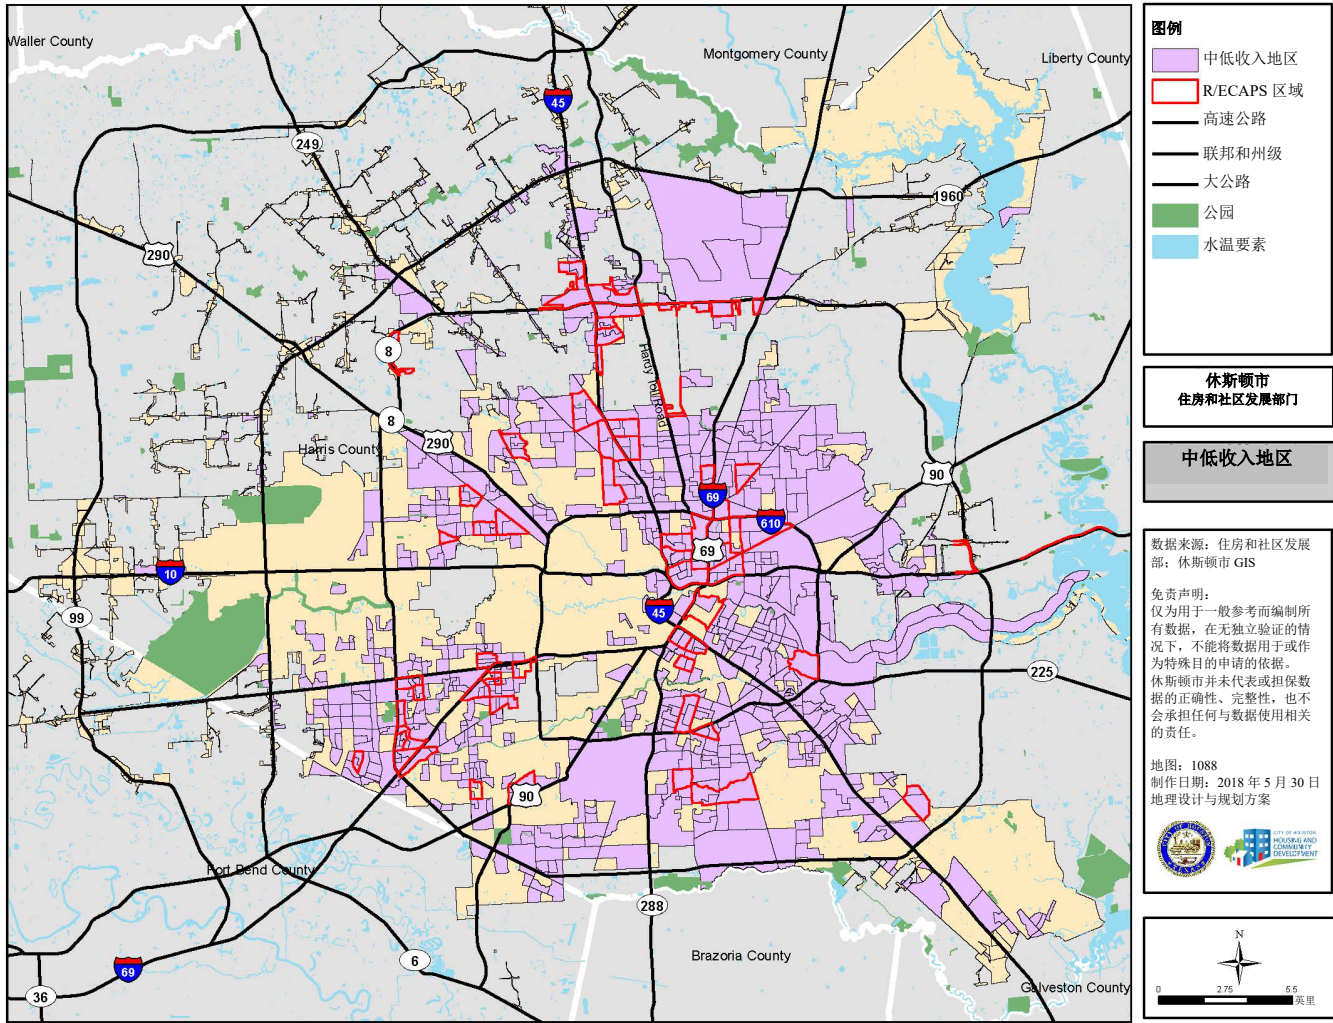 Waller County
Montgomery County
Liberty County
45
249
1960
290
8
Hardy Toll Road
8
290
Harris County
90
69
610
69
10
45
99
225
90
Fort Bend County
288
6
Brazoria County
69
36
Galveston County
图例
中低收入地区
R/ECAPS 区域
高速公路
联邦和州级
大公路
公园
水温要素
休斯顿市
住房和社区发展部门
中低收入地区
数据来源：住房和社区发展
部；休斯顿市 GIS
免责声明：
仅为用于一般参考而编制所
有数据，在无独立验证的情
况下，不能将数据用于或作
为特殊目的申请的依据。
休斯顿市并未代表或担保数
据的正确性、完整性，也不
会承担任何与数据使用相关
的责任。
地图：1088
制作日期：2018 年 5 月 30 日
地理设计与规划方案
CITY OF HOUSTON
HOUSING AND
COMMUNITY
DEVELOPMENT
N
0 2.75 5.5
英里